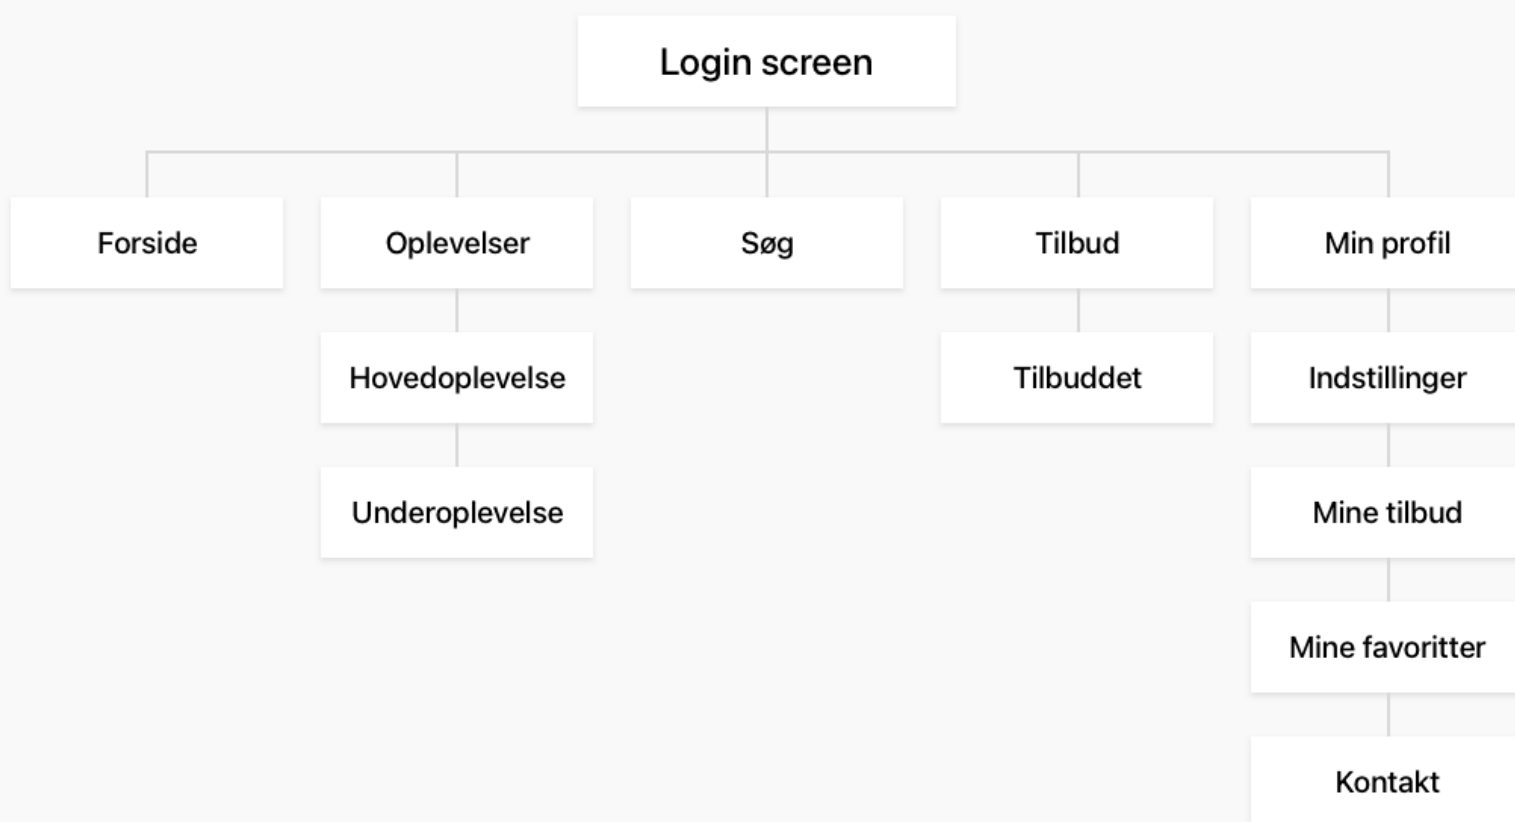 Login screen
Forside
Oplevelser
Søg
Tilbud
Min profil
Hovedoplevelse
Tilbuddet
Indstillinger
Underoplevelse
Mine tilbud
Mine favoritter
Kontakt